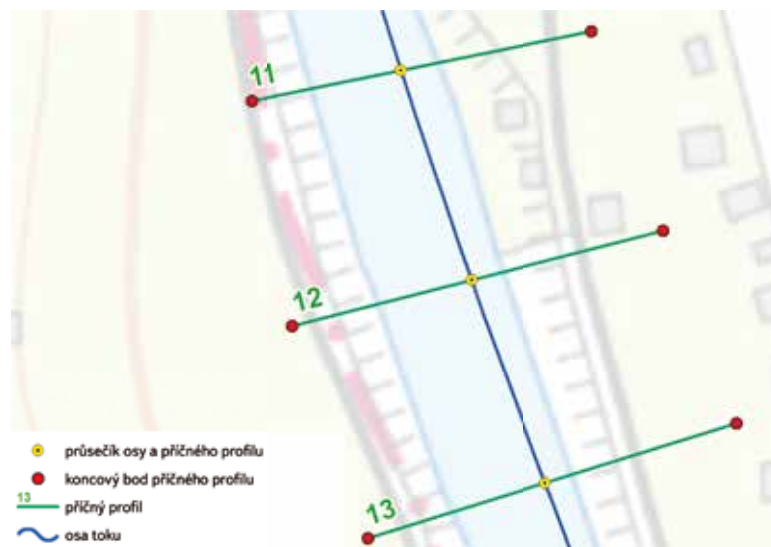 11
12
13
průsečík osy a příčného profilu
koncový bod příčného profilu
13
příčný profil
osa toku